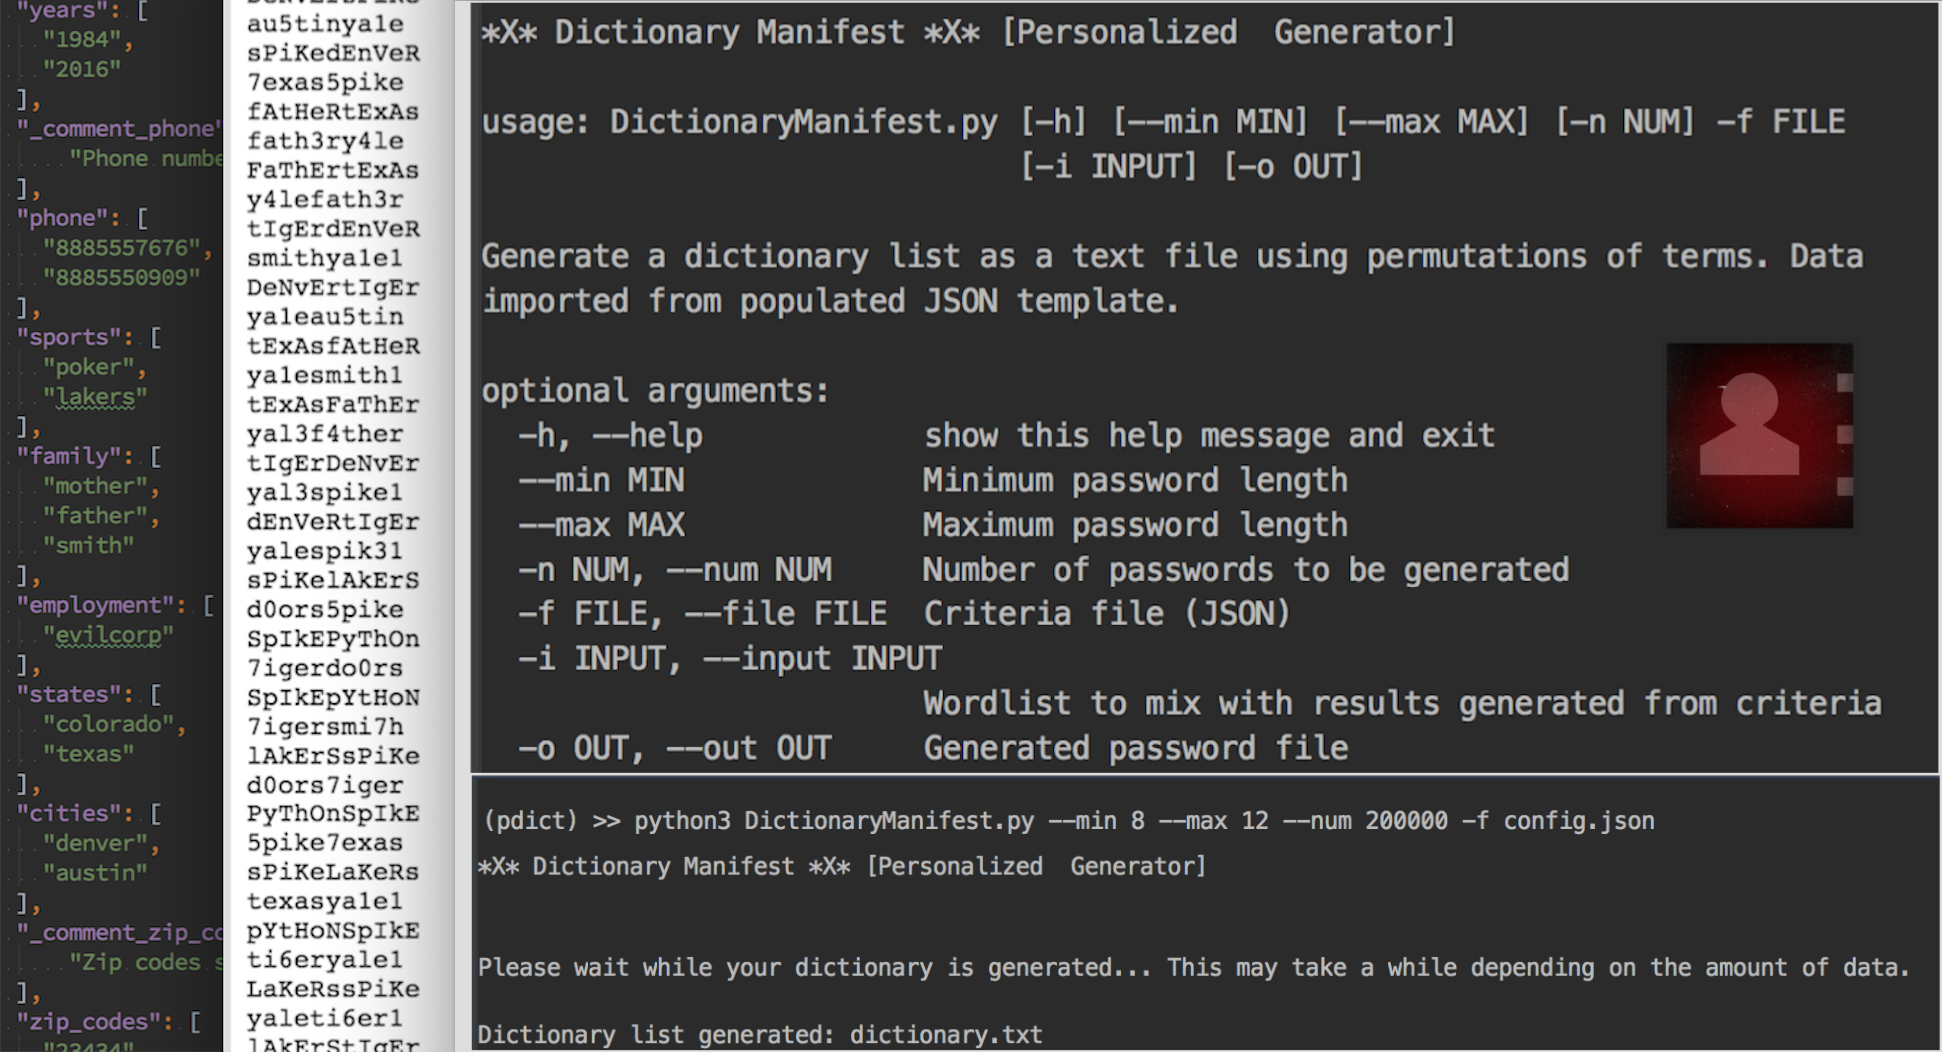 "years": [
"1984",
"2016"
],
"_comment_phone"
"Phone numbe
],
"phone": [
"8885557676",
"8885550909"
],
"sports": [
"poker",
"lakers"
],
"family": [
"mother",
"father",
"smith"
],
"employment": [
"evilcorp"
],
"states": [
"colorado",
"texas"
],
"cities": [
"denver",
"austin"
],
"_comment_zip_co
"Zip codes s
],
"zip_codes": [
"23434"
au5tinya1e
sPiKedEnVeR
7exas5pike
fAtHeRtExAs
fath3ry4le
FaThErtExAs
y4lefath3r
tIgErdEnVeR
smithya1e1
DeNvErtIgEr
ya1eau5tin
tExAsfAtHeR
ya1esmith1
tExAsFaThEr
yal3f4ther
tIgErDeNvEr
yal3spike1
dEnVeRtIgEr
yalespik31
sPiKelAkErS
d0ors5pike
SpIkEPyThOn
7igerdo0rs
SpIkEpYtHoN
7igersmi7h
lAkErSsPiKe
d0ors7iger
PyThOnSpIkE
5pike7exas
sPiKeLaKeRs
texasya1e1
pYtHoNSpIkE
ti6eryale1
LaKeRssPiKe
yaleti6er1
lAkErStIgEr
*X* Dictionary Manifest *X* [Personalized  Generator]
usage: DictionaryManifest.py [-h] [--min MIN] [--max MAX] [-n NUM] -f FILE
[-i INPUT] [-o OUT]
Generate a dictionary list as a text file using permutations of terms. Data
imported from populated JSON template.
optional arguments:
-h, --help show this help message and exit
--min MIN Minimum password length
--max MAX Maximum password length
-n NUM, --num NUM Number of passwords to be generated
-f FILE, --file FILE Criteria file (JSON)
-i INPUT, --input INPUT
Wordlist to mix with results generated from criteria
-o OUT, --out OUT Generated password file
(pdict) >> python3 DictionaryManifest.py --min 8 --max 12 --num 200000 -f config.json
*X* Dictionary Manifest *X* [Personalized  Generator]
Please wait while your dictionary is generated... This may take a while depending on the amount of data.
Dictionary list generated: dictionary.txt